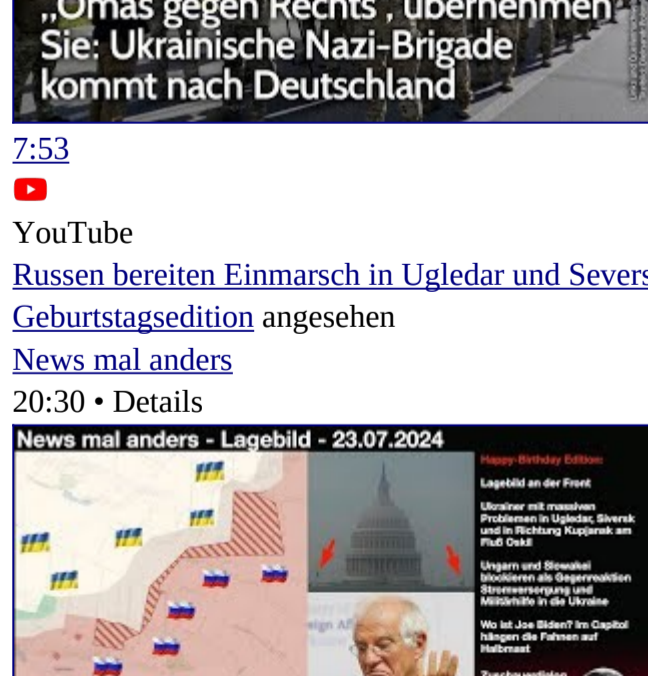 „Omas gegen Rechts", übernehmen
Sie: Ukrainische Nazi-Brigade
kommt nach Deutschland
7:53
YouTube
Russen bereiten Einmarsch in Ugledar und Severs
Geburtstagsedition angesehen
News mal anders
20:30 • Details
News mal anders - Lagebild - 23.07.2024
Happy-Birthday Edition:
Lagebild an der Front
Ukrainer mit massiven
Problemen in Ugledar, Siversk
und in Richtung Kupjansk am
Fluß Oskil
Ungarn und Slowakei
blockieren als Gegenreaktion
Stromversorgung und
Militärhilfe in die Ukraine
Wo ist Joe Biden? Im Capitol
hängen die Fahnen auf
Halbmast
eign Af